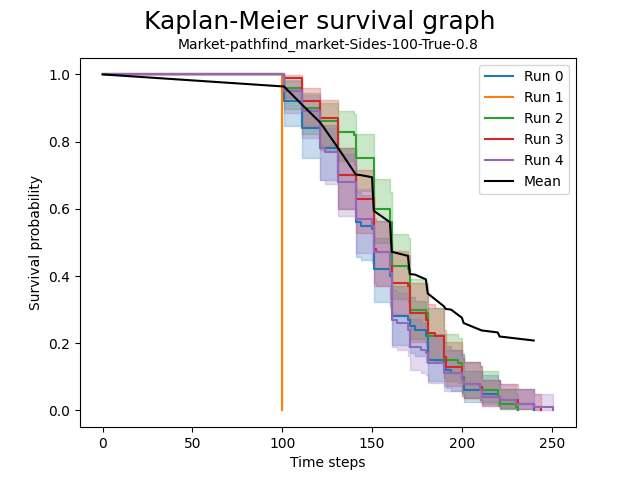 Kaplan-Meier survival graph
Market-pathfind_market-Sides-100-True-0.8
Survival probability
1.0
0.8
0.6
0.4
0.2
0.0
0
50
100
150
200
250
Time steps
Run 0
Run 1
Run 2
Run 3
Run 4
Mean